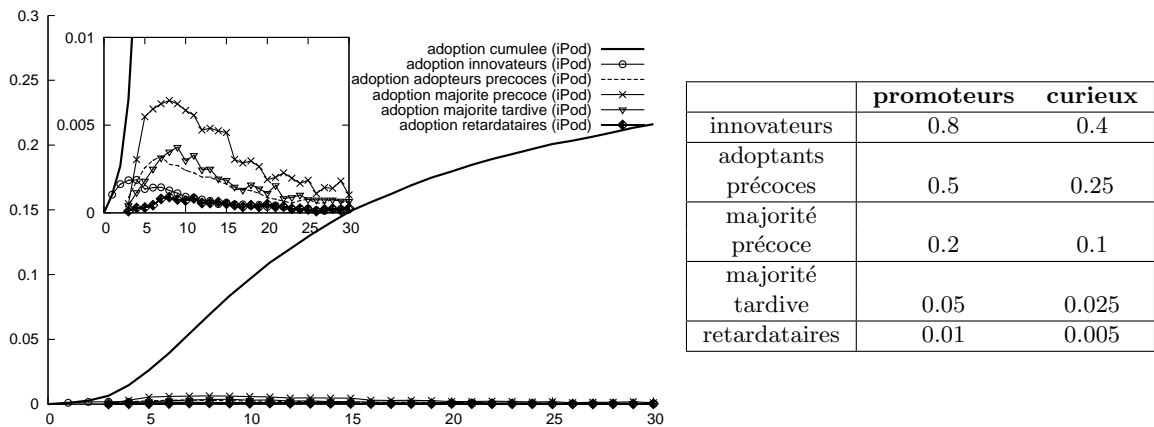 0.3
0.25
0.2
0.15
0.1
0.05
0
0 5 10 15 20 25 30
0.01
0.005
0
0 5 10 15 20 25 30
adoption cumulee (iPod)
adoption innovateurs (iPod)
adoption adopteurs precoces (iPod)
adoption majorite precoce (iPod)
adoption majorite tardive (iPod)
adoption retardataires (iPod)
promoteurs curieux
innovateurs 0.8 0.4
adoptants
précoces 0.5 0.25
majorité
précoce 0.2 0.1
majorité
tardive 0.05 0.025
retardataires 0.01 0.005